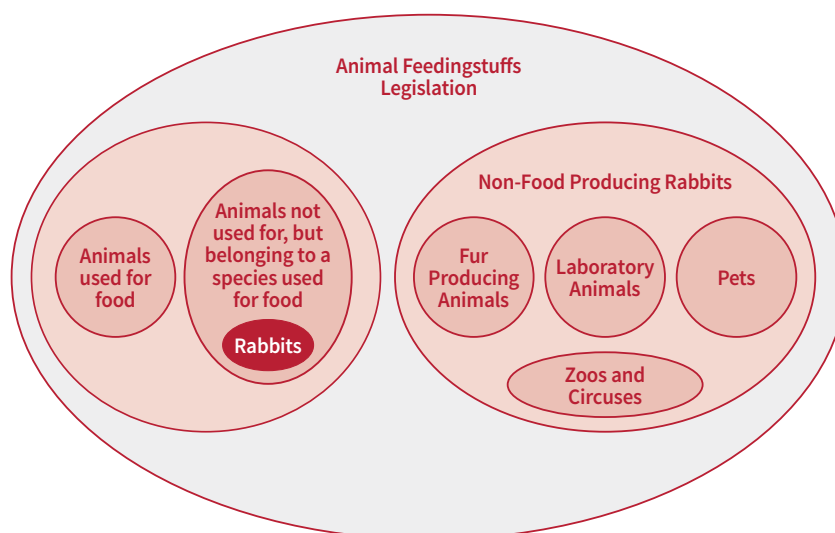 Animal Feedingstuffs
Legislation
Animals
used for
food
Animals not
used for, but
belonging to a
species used
for food
Rabbits
Non-Food Producing Rabbits
Fur
Producing
Animals
Laboratory
Animals
Pets
Zoos and
Circuses